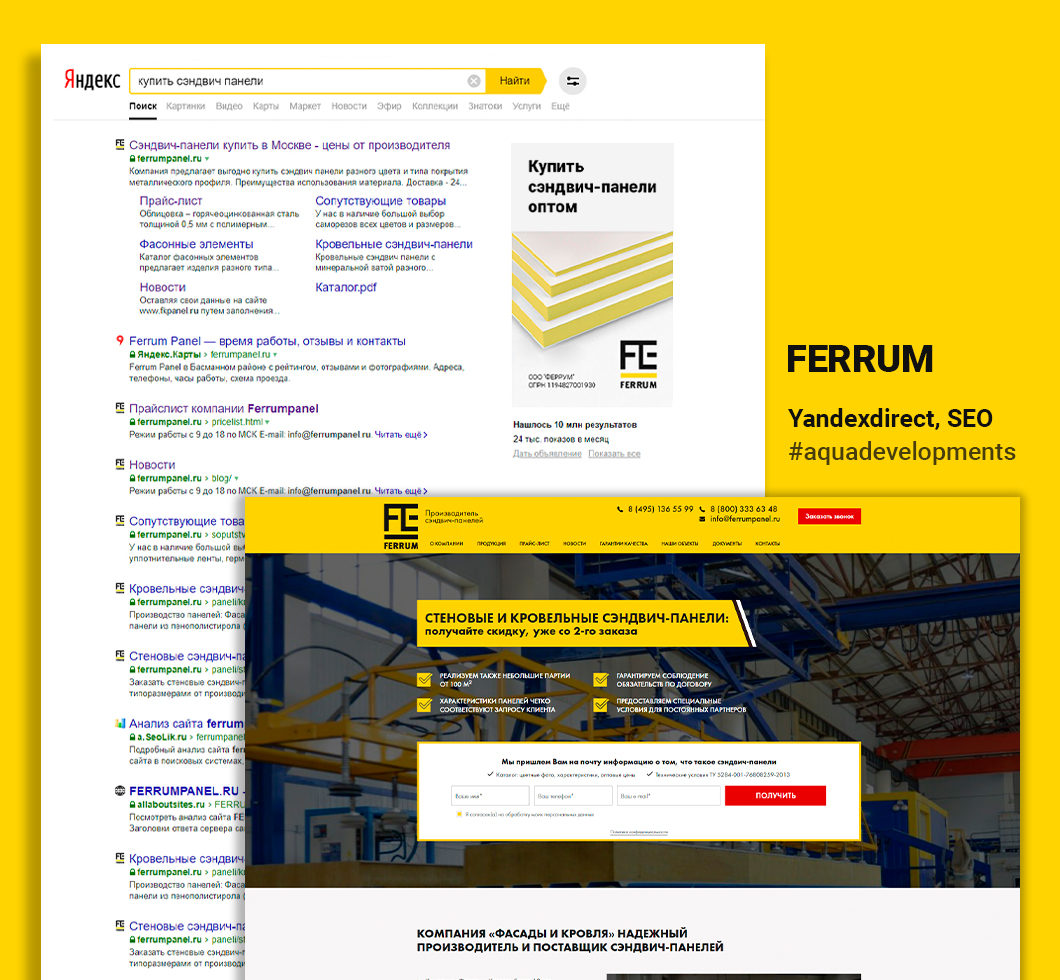 Яндекс
купить сэндвич панели
Найти
Поиск Картинки Видео Карты Маркет Новости Эфир Коллекции Знатоки Услуги Ещё
Сэндвич-панели купить в Москве - цены от производителя
ferrumpanel.ru
Компания предлагает выгодно купить сэндвич панели разного цвета и типа покрытия
металлического профиля. Преимущества использования материала. Доставка - 24...
Прайс-лист
Облицовка – горячеоцинкованная сталь
толщиной 0,5 мм с полимерным...
Сопутствующие товары
У нас в наличие большой выбор
саморезов всех цветов и размеров...
Фасонные элементы
Каталог фасонных элементов
предлагает изделия разного типа...
Кровельные сэндвич-панели
Кровельные сэндвич панели с
минеральной ватой разного...
Новости
Оставляя свои данные на сайте
www.fkpanel.ru путем заполнения...
Каталог.pdf
Ferrum Panel — время работы, отзывы и контакты
Яндекс.Карты > ferrumpanel.ru
Ferrum Panel в Басманном районе с рейтингом, отзывами и фотографиями. Адреса,
телефоны, часы работы, схема проезда.
Прайслист компании Ferrumpanel
ferrumpanel.ru > pricelist.html
Режим работы с 9 до 18 по МСК E-mail: info@ferrumpanel.ru. Читать ещё >
Новости
ferrumpanel.ru > blog/
Режим работы с 9 до 18 по МСК E-mail: info@ferrumpanel.ru. Читать ещё >
Сопутствующие това
ferrumpanel.ru > soputstv
У нас в наличие большой вы
уплотнительные ленты, герм
Кровельные сэндвич-
ferrumpanel.ru > paneli/k
Производство панелей: Фаса
панели из пенополистирола (
Стеновые сэндвич-па
ferrumpanel.ru > paneli/st
Заказать стеновые сэндвич-п
типоразмерами от производи
Анализ сайта ferrum
a.SeoLik.ru > ferrumpanel
Подробный анализ сайта ferr
сайта в поисковых системах,
FERRUMPANEL.RU -
allaboutsites.ru > FERRU
Посмотреть анализ сайта FE
Заголовки ответа сервера са
Кровельные сэндвич-
ferrumpanel.ru > paneli/k
Производство панелей: Фаса
панели из пенополистирола (
Стеновые сэндвич-па
ferrumpanel.ru > paneli/st
Заказать стеновые сэндвич-п
типоразмерами от производи
Купить
сэндвич-панели
оптом
ООО "ФЕРРУМ"
ОГРН 1194827001930
FE
FERRUM
Нашлось 10 млн результатов
24 тыс. показов в месяц
Дать объявление Показать все
FERRUM
Yandexdirect, SEO
#aquadevelopments
FE
FERRUM
Производитель
сэндвич-панелей
8 (495) 136 55 99 8 (800) 333 63 48
info@ferrumpanel.ru
Заказать звонок
О КОМПАНИИ ПРОДУКЦИЯ ПРАЙС-ЛИСТ НОВОСТИ ГАРАНТИИ КАЧЕСТВА НАШИ ОБЪЕКТЫ ДОКУМЕНТЫ КОНТАКТЫ
СТЕНОВЫЕ И КРОВЕЛЬНЫЕ СЭНДВИЧ-ПАНЕЛИ:
получайте скидку, уже со 2-го заказа
РЕАЛИЗУЕМ ТАКЖЕ НЕБОЛЬШИЕ ПАРТИИ
ОТ 100 М²
ГАРАНТИРУЕМ СОБЛЮДЕНИЕ
ОБЯЗАТЕЛЬСТВ ПО ДОГОВОРУ
ХАРАКТЕРИСТИКИ ПАНЕЛЕЙ ЧЕТКО
СООТВЕТСТВУЮТ ЗАПРОСУ КЛИЕНТА
ПРЕДОСТАВЛЯЕМ СПЕЦИАЛЬНЫЕ
УСЛОВИЯ ДЛЯ ПОСТОЯННЫХ ПАРТНЕРОВ
Мы пришлем Вам на почту информацию о том, что такое сэндвич-панели
Каталог: цветные фото, характеристики, оптовые цены Технические условия ТУ 5284-001-76808259-2013
Ваше имя* Ваш телефон* Ваш e-mail* ПОЛУЧИТЬ
Я согласен(а) на обработку моих персональных данных
Политика конфиденциальности
КОМПАНИЯ «ФАСАДЫ И КРОВЛЯ» НАДЕЖНЫЙ
ПРОИЗВОДИТЕЛЬ И ПОСТАВЩИК СЭНДВИЧ-ПАНЕЛЕЙ